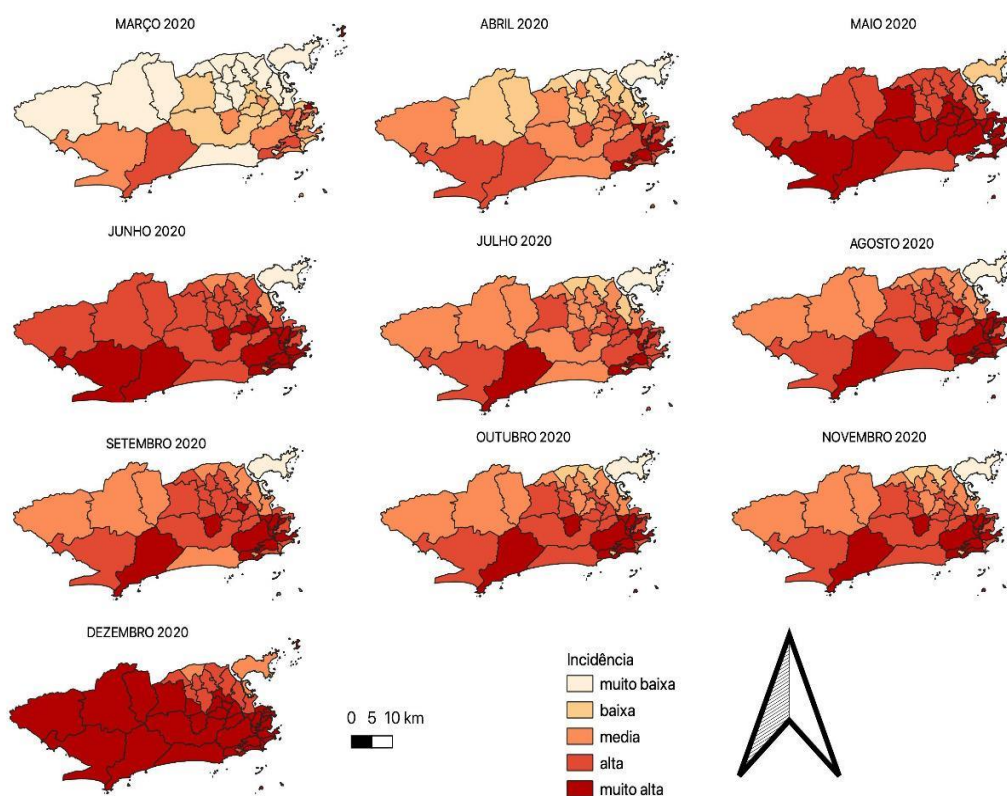 MARÇO 2020
ABRIL 2020
MAIO 2020
JUNHO 2020
JULHO 2020
AGOSTO 2020
SETEMBRO 2020
OUTUBRO 2020
NOVEMBRO 2020
DEZEMBRO 2020
0 5 10 km
Incidência
muito baixa
baixa
media
alta
muito alta